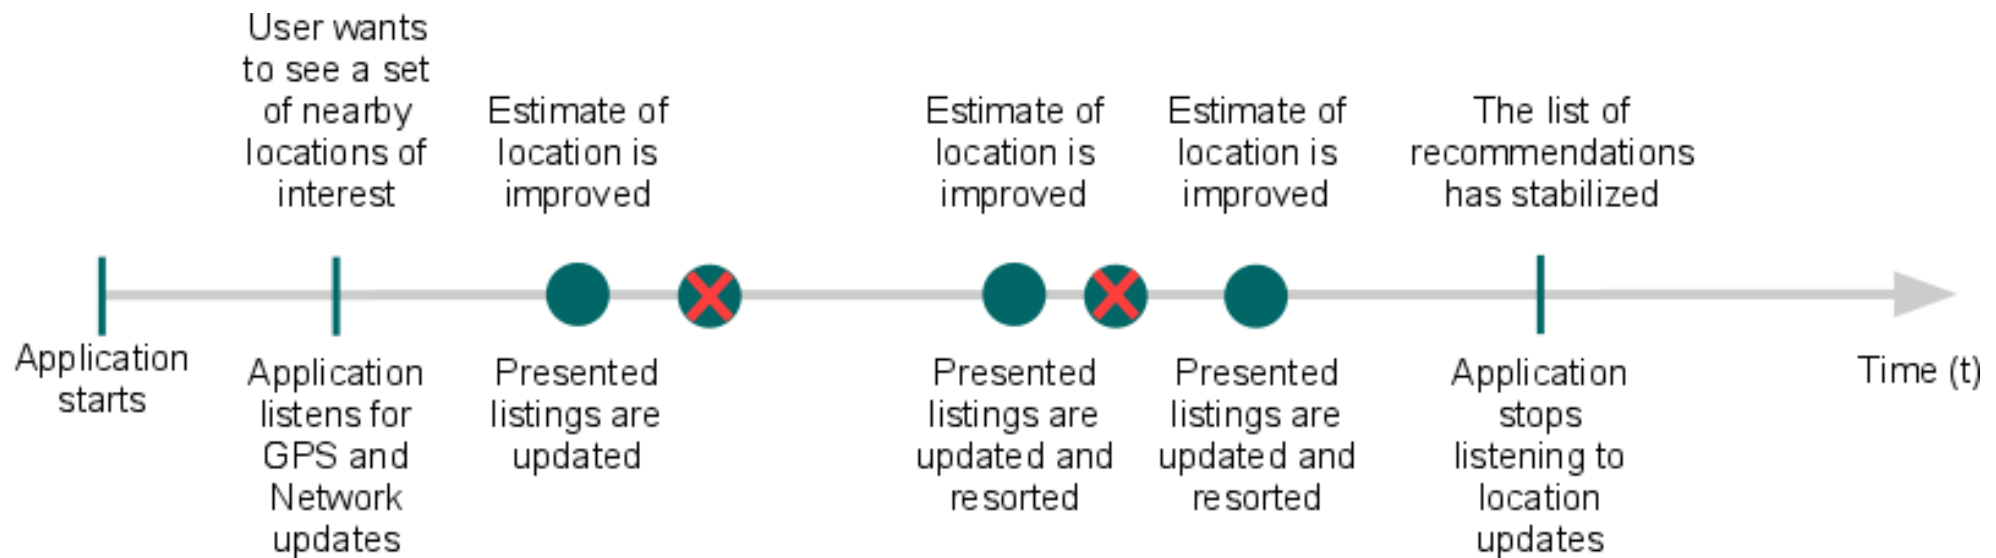 User wants
to see a set
of nearby
locations of
interest
Estimate of
location is
improved
Estimate of
location is
improved
Estimate of
location is
improved
The list of
recommendations
has stabilized
Application
starts
Application
listens for
GPS and
Network
updates
Presented
listings are
updated
Presented
listings are
updated and
resorted
Presented
listings are
updated and
resorted
Application
stops
listening to
location
updates
Time (t)